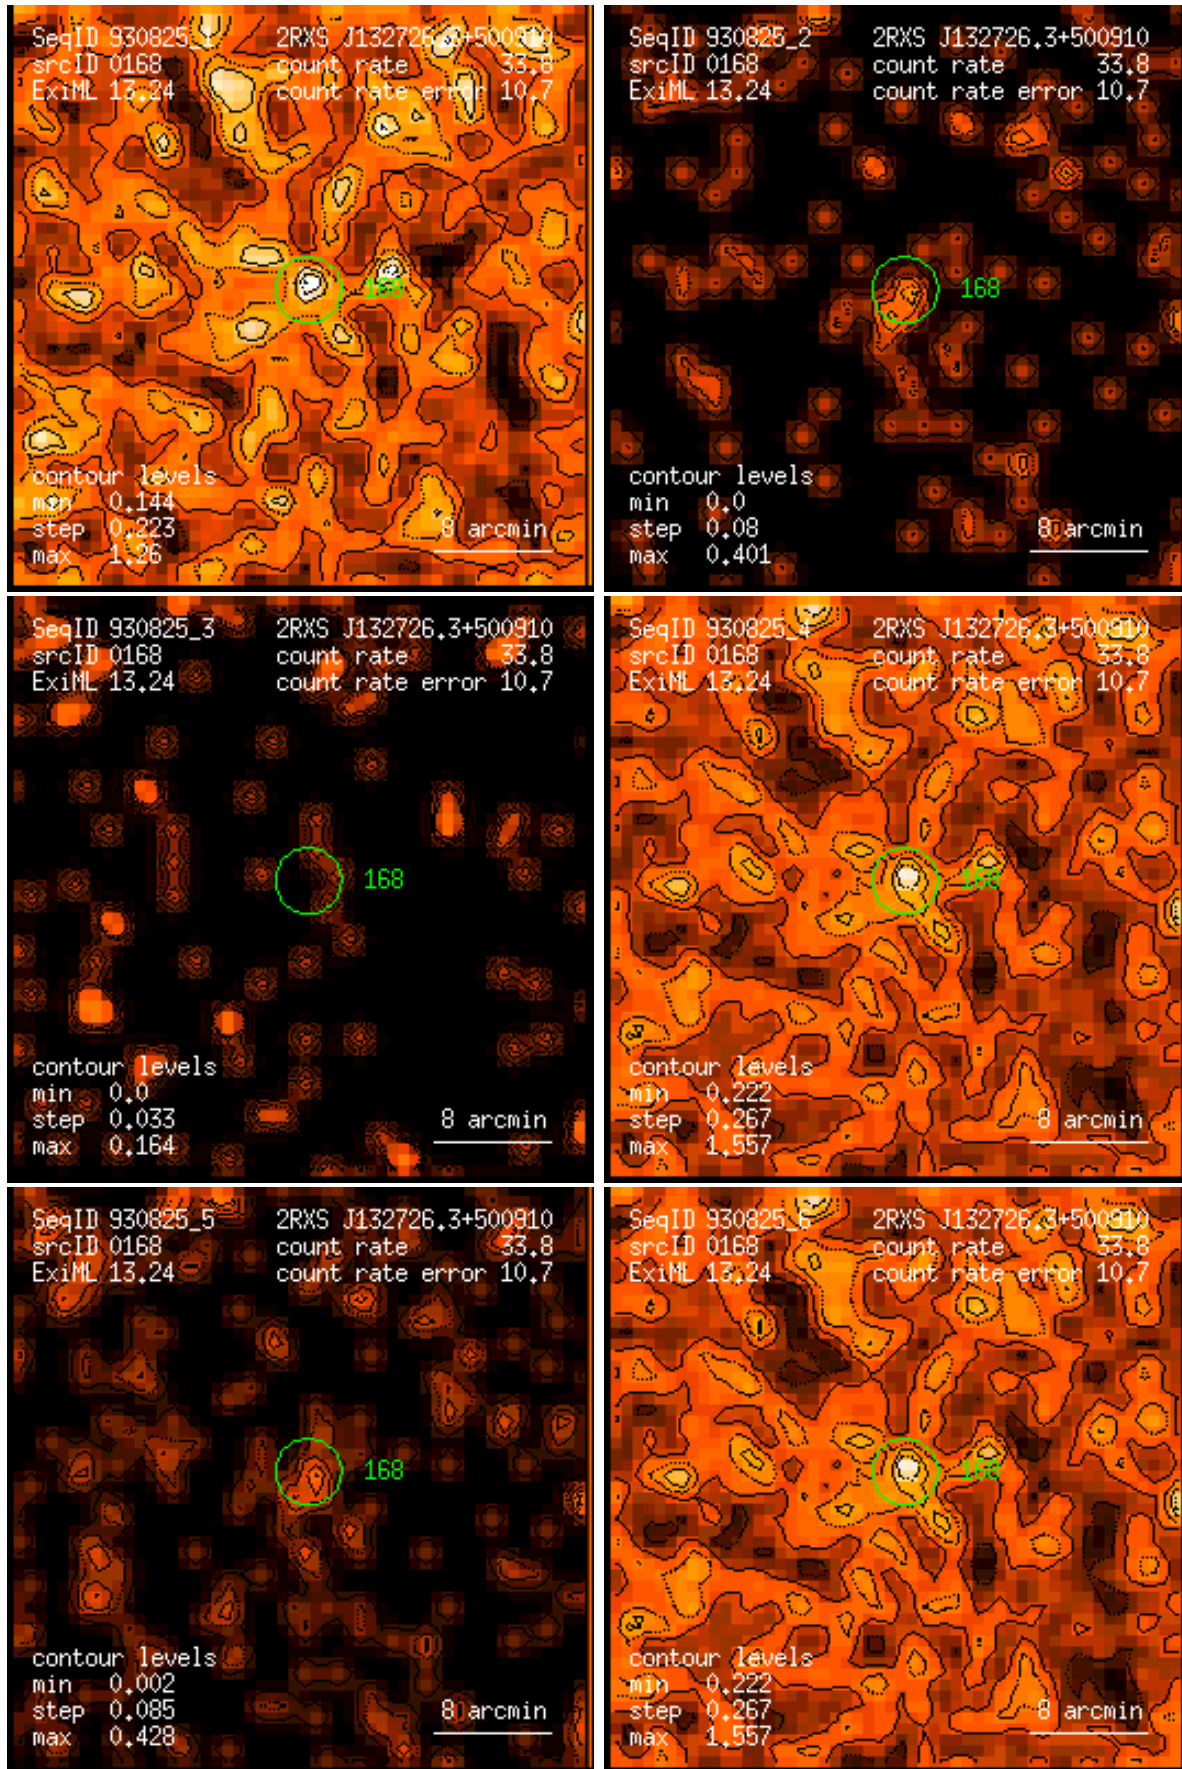 SeqID 930825_1 2RXS J132726.3+500910
srcID 0168 count rate 33.8
ExiML 13.24 count rate error 10.7
168
contour levels
min 0.144
step 0.223 8 arcmin
max 1.26
SeqID 930825_2 2RXS J132726.3+500910
srcID 0168 count rate 33.8
ExiML 13.24 count rate error 10.7
168
contour levels
min 0.0
step 0.08 8 arcmin
max 0.401
SeqID 930825_3 2RXS J132726.3+500910
srcID 0168 count rate 33.8
ExiML 13.24 count rate error 10.7
168
contour levels
min 0.0
step 0.033 8 arcmin
max 0.164
SeqID 930825_4 2RXS J132726.3+500910
srcID 0168 count rate 33.8
ExiML 13.24 count rate error 10.7
168
contour levels
min 0.222
step 0.267 8 arcmin
max 1.557
SeqID 930825_5 2RXS J132726.3+500910
srcID 0168 count rate 33.8
ExiML 13.24 count rate error 10.7
168
contour levels
min 0.002
step 0.085 8 arcmin
max 0.428
SeqID 930825_6 2RXS J132726.3+500910
srcID 0168 count rate 33.8
ExiML 13.24 count rate error 10.7
168
contour levels
min 0.222
step 0.267 8 arcmin
max 1.557